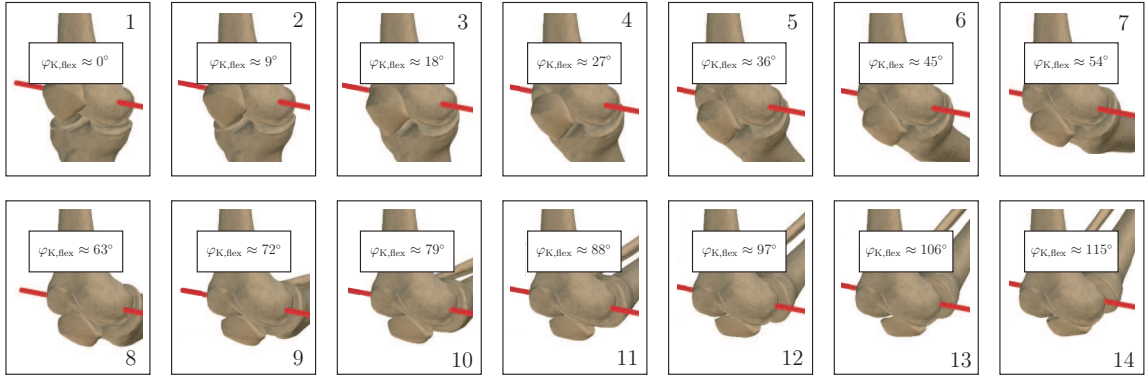 1
φK,flex ≈ 0°
2
φK,flex ≈ 9°
3
φK,flex ≈ 18°
4
φK,flex ≈ 27°
5
φK,flex ≈ 36°
6
φK,flex ≈ 45°
7
φK,flex ≈ 54°
φK,flex ≈ 63°
8
φK,flex ≈ 72°
9
φK,flex ≈ 79°
10
φK,flex ≈ 88°
11
φK,flex ≈ 97°
12
φK,flex ≈ 106°
13
φK,flex ≈ 115°
14